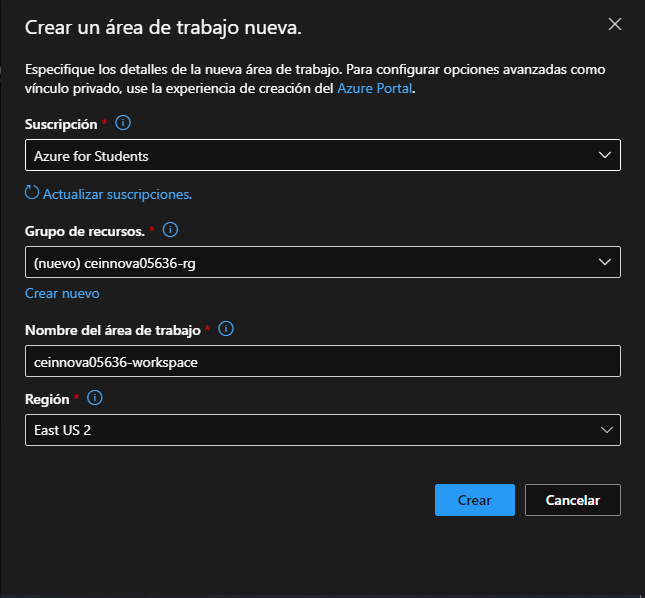 Crear un área de trabajo nueva.
Especifique los detalles de la nueva área de trabajo. Para configurar opciones avanzadas como
vínculo privado, use la experiencia de creación del Azure Portal.
Suscripción *
Azure for Students
Actualizar suscripciones.
Grupo de recursos. *
(nuevo) ceinnova05636-rg
Crear nuevo
Nombre del área de trabajo *
ceinnova05636-workspace
Región *
East US 2
Crear
Cancelar